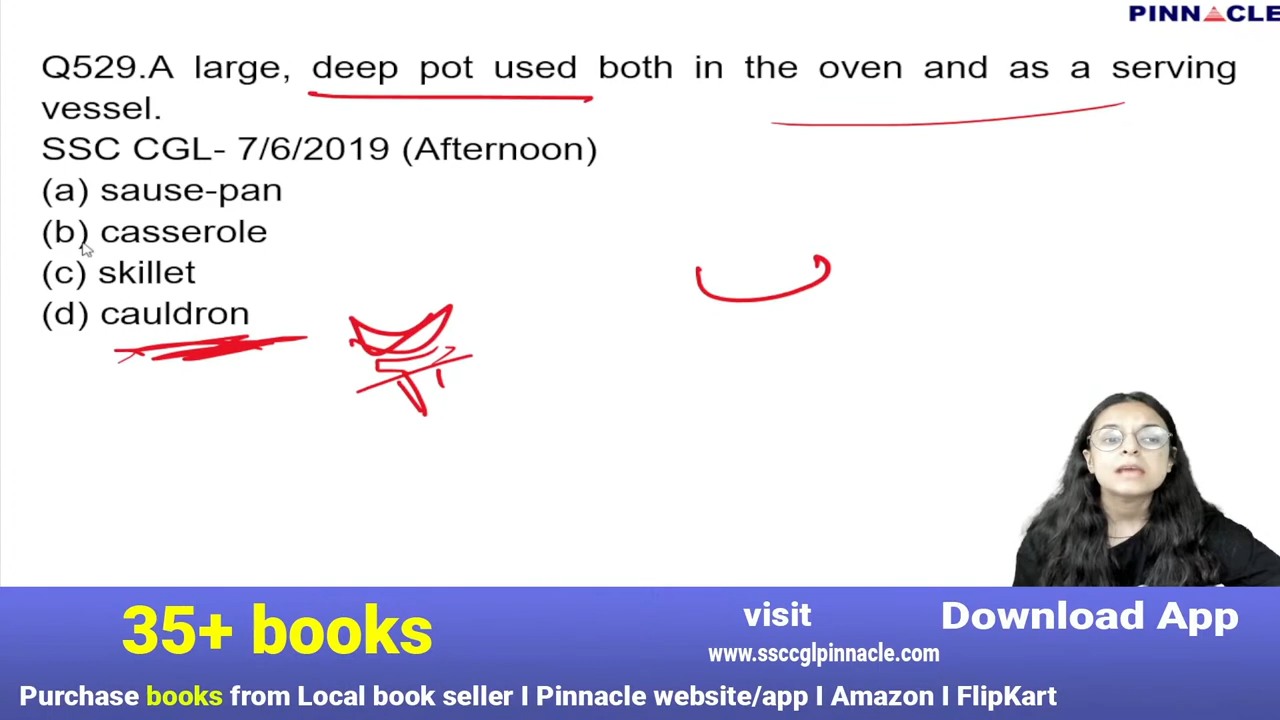 PINNACLE
Q529.A large, deep pot used both in the oven and as a serving
vessel.
SSC CGL- 7/6/2019 (Afternoon)
(a) sause-pan
(b) casserole
(c) skillet
(d) cauldron
35+ books
visit
www.ssccglpinnacle.com
Download App
Purchase books from Local book seller I Pinnacle website/app I Amazon I FlipKart